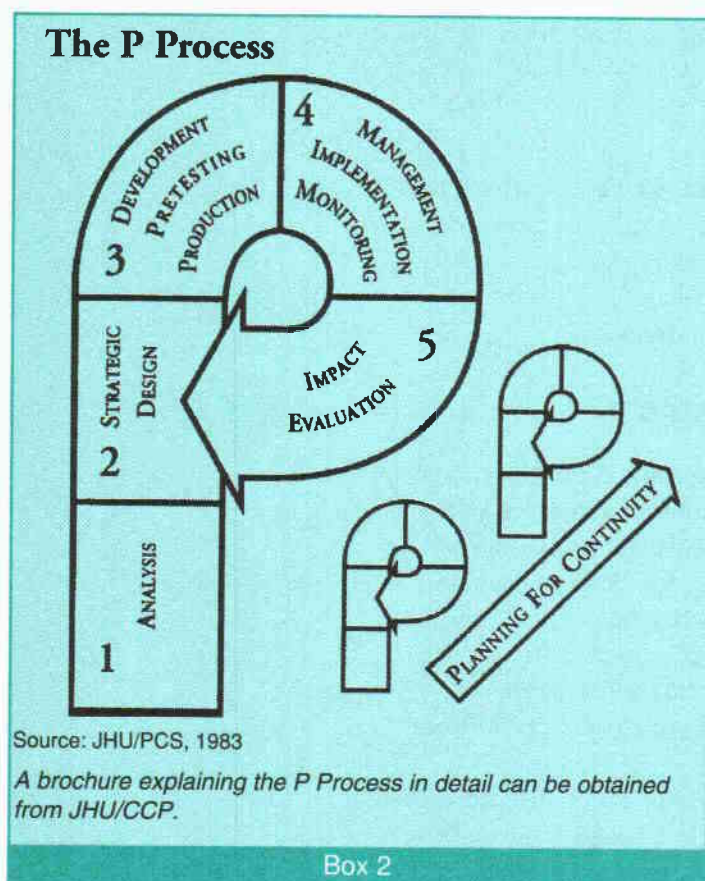 The P Process
3
DEVELOPMENT
PRETESTING
PRODUCTION
4
MANAGEMENT
IMPLEMENTATION
MONITORING
5
IMPACT
EVALUATION
2
STRATEGIC
DESIGN
1
ANALYSIS
PLANNING FOR CONTINUITY
Source: JHU/PCS, 1983
A brochure explaining the P Process in detail can be obtained
from JHU/CCP.
Box 2